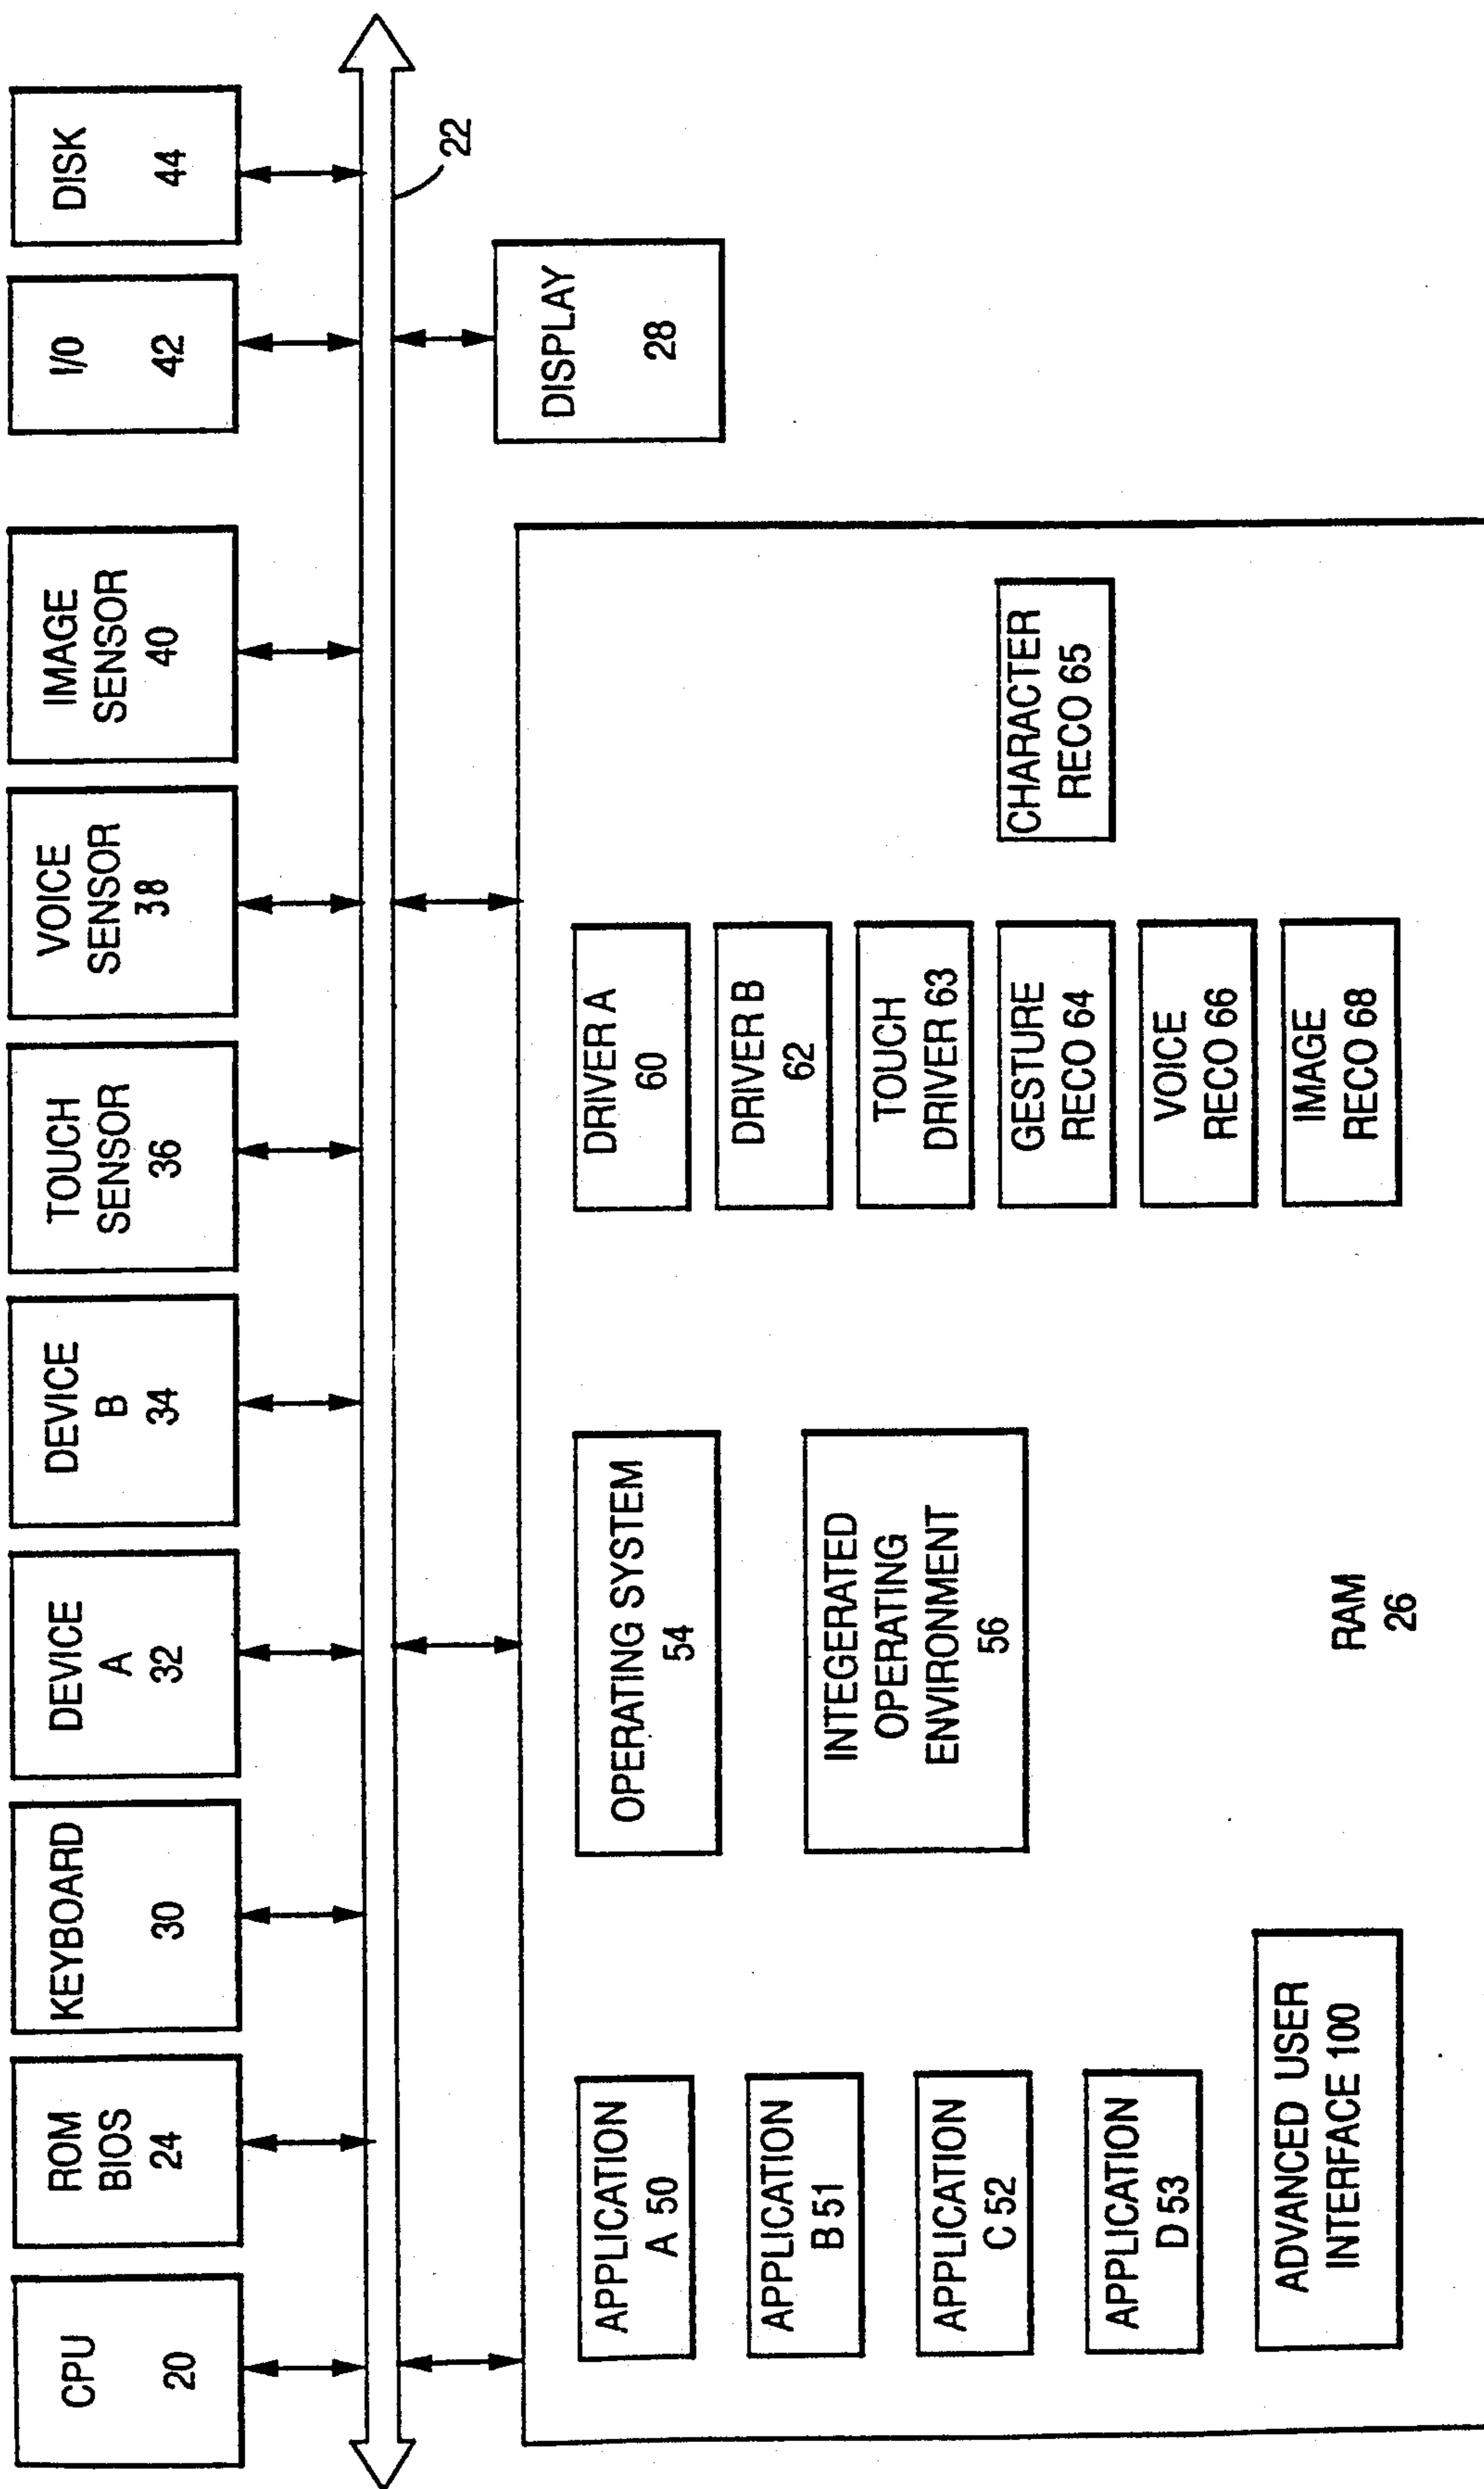 CPU
20
ROM
BIOS
24
KEYBOARD
30
DEVICE
A
32
DEVICE
B
34
TOUCH
SENSOR
36
VOICE
SENSOR
38
IMAGE
SENSOR
40
I/O
42
DISK
44
22
DISPLAY
28
APPLICATION
A 50
APPLICATION
B 51
APPLICATION
C 52
APPLICATION
D 53
ADVANCED USER
INTERFACE 100
OPERATING SYSTEM
54
INTEGERATED
OPERATING
ENVIRONMENT
56
RAM
26
DRIVER A
60
DRIVER B
62
TOUCH
DRIVER 63
GESTURE
RECO 64
VOICE
RECO 66
IMAGE
RECO 68
CHARACTER
RECO 65